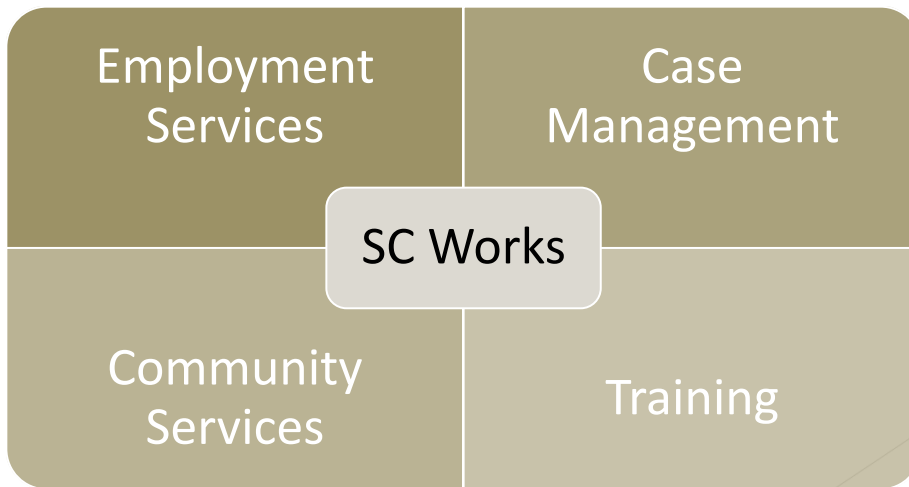 Employment
Services
Case
Management
SC Works
Community
Services
Training